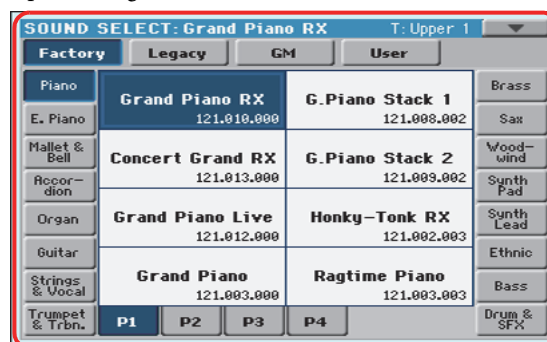 SOUND SELECT: Grand Piano RX T: Upper 1
Factory Legacy GM User
Piano
E. Piano
Mallet &
Bell
Accor-
dion
Organ
Guitar
Strings
& Vocal
Trumpet
& Trbn.
Grand Piano RX
121.010.000
G.Piano Stack 1
121.008.002
Concert Grand RX
121.013.000
G.Piano Stack 2
121.009.002
Grand Piano Live
121.012.000
Honky-Tonk RX
121.002.003
Grand Piano
121.003.000
Ragtime Piano
121.003.003
Brass
Sax
Wood-
wind
Synth
Pad
Synth
Lead
Ethnic
Bass
Drum &
SFX
P1 P2 P3 P4